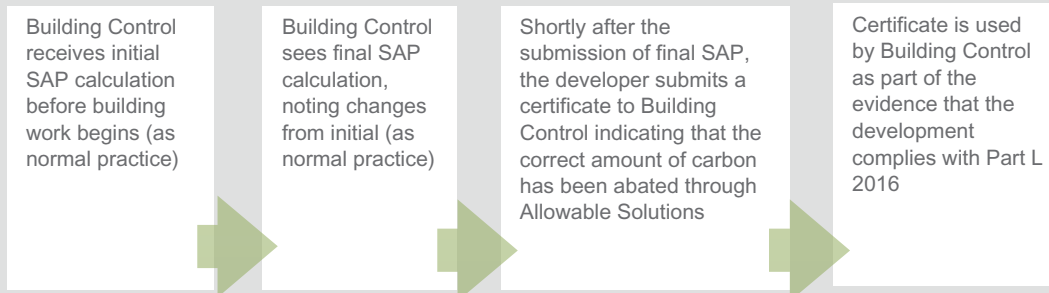 Building Control
receives initial
SAP calculation
before building
work begins (as
normal practice)
Building Control
sees final SAP
calculation,
noting changes
from initial (as
normal practice)
Shortly after the
submission of final SAP,
the developer submits a
certificate to Building
Control indicating that the
correct amount of carbon
has been abated through
Allowable Solutions
Certificate is used
by Building Control
as part of the
evidence that the
development
complies with Part L
2016